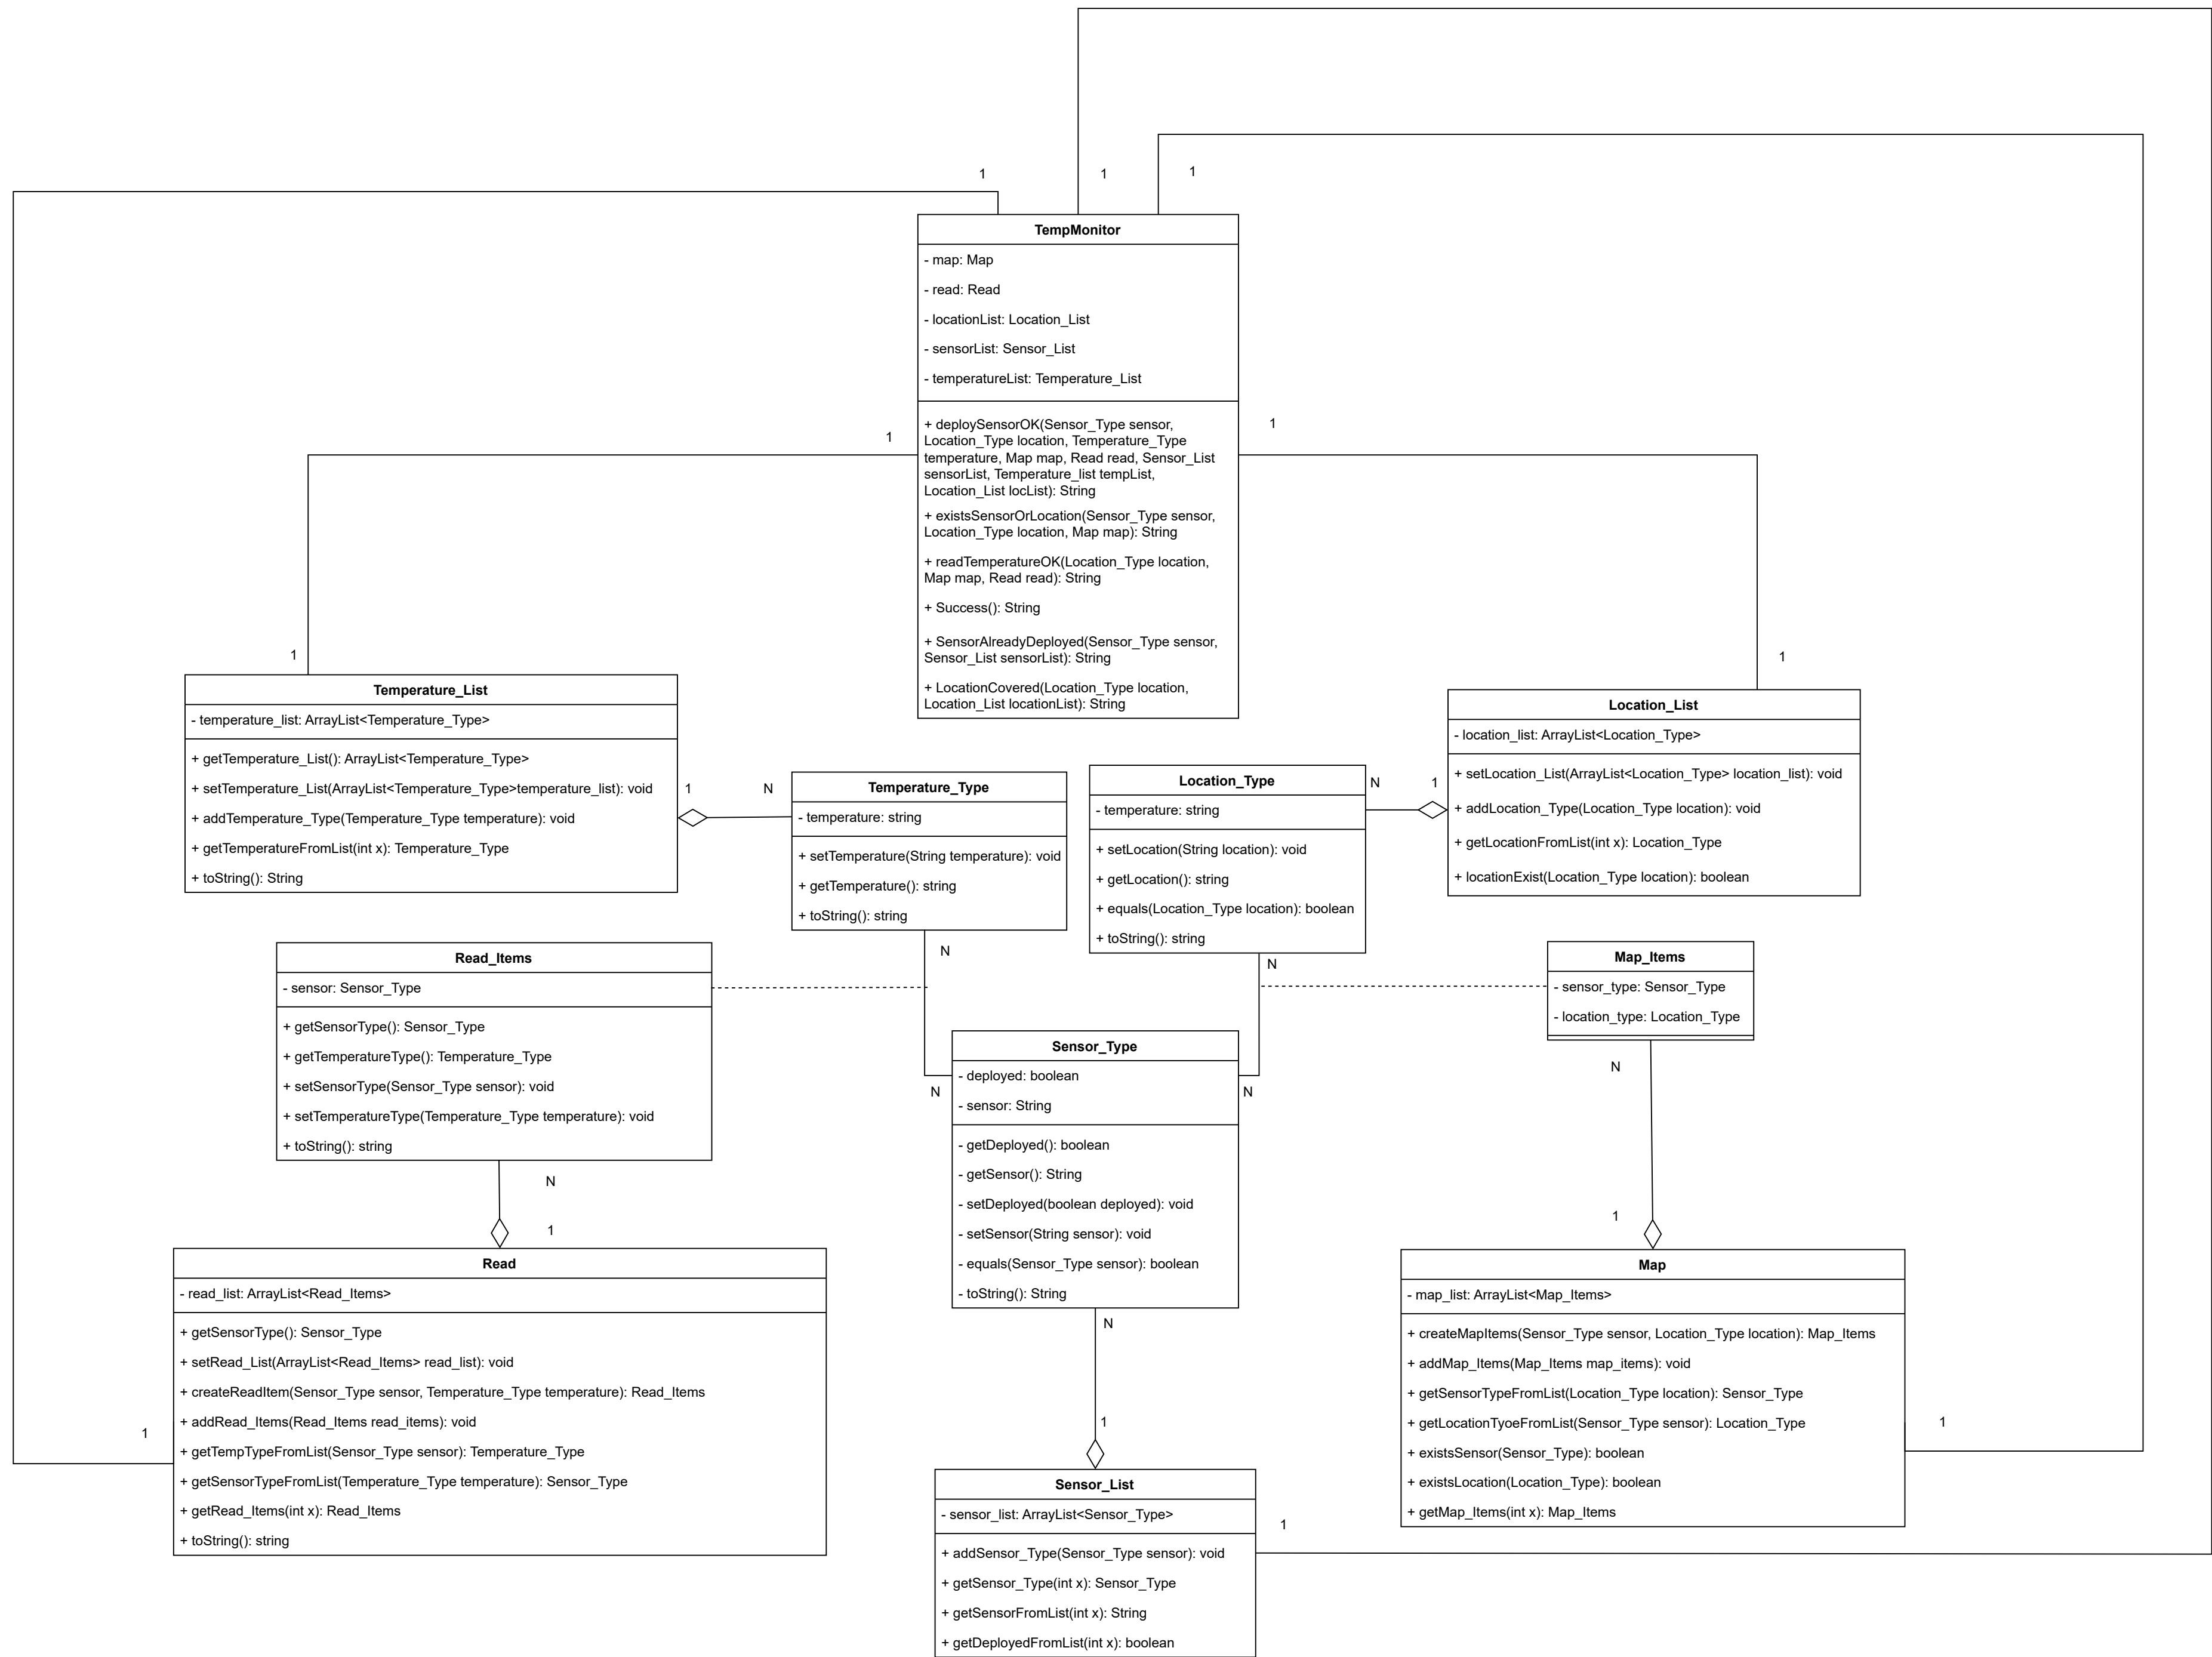 1
1
1
TempMonitor
- map: Map
- read: Read
- locationList: Location_List
- sensorList: Sensor_List
- temperatureList: Temperature_List
+ deploySensorOK(Sensor_Type sensor,
Location_Type location, Temperature_Type
temperature, Map map, Read read, Sensor_List
sensorList, Temperature_list tempList,
Location_List locList): String
+ existsSensorOrLocation(Sensor_Type sensor,
Location_Type location, Map map): String
+ readTemperatureOK(Location_Type location,
Map map, Read read): String
+ Success(): String
+ SensorAlreadyDeployed(Sensor_Type sensor,
Sensor_List sensorList): String
+ LocationCovered(Location_Type location,
Location_List locationList): String
1
1
1
1
Temperature_List
- temperature_list: ArrayList<Temperature_Type>
+ getTemperature_List(): ArrayList<Temperature_Type>
+ setTemperature_List(ArrayList<Temperature_Type>temperature_list): void
+ addTemperature_Type(Temperature_Type temperature): void
+ getTemperatureFromList(int x): Temperature_Type
+ toString(): String
1
N
Temperature_Type
- temperature: string
+ setTemperature(String temperature): void
+ getTemperature(): string
+ toString(): string
N
Location_Type
- temperature: string
+ setLocation(String location): void
+ getLocation(): string
+ equals(Location_Type location): boolean
+ toString(): string
N
N
1
Location_List
- location_list: ArrayList<Location_Type>
+ setLocation_List(ArrayList<Location_Type> location_list): void
+ addLocation_Type(Location_Type location): void
+ getLocationFromList(int x): Location_Type
+ locationExist(Location_Type location): boolean
Read_Items
- sensor: Sensor_Type
+ getSensorType(): Sensor_Type
+ getTemperatureType(): Temperature_Type
+ setSensorType(Sensor_Type sensor): void
+ setTemperatureType(Temperature_Type temperature): void
+ toString(): string
N
1
Map_Items
- sensor_type: Sensor_Type
- location_type: Location_Type
N
1
Sensor_Type
- deployed: boolean
- sensor: String
- getDeployed(): boolean
- getSensor(): String
- setDeployed(boolean deployed): void
- setSensor(String sensor): void
- equals(Sensor_Type sensor): boolean
- toString(): String
N
N
N
1
Read
- read_list: ArrayList<Read_Items>
+ getSensorType(): Sensor_Type
+ setRead_List(ArrayList<Read_Items> read_list): void
+ createReadItem(Sensor_Type sensor, Temperature_Type temperature): Read_Items
+ addRead_Items(Read_Items read_items): void
+ getTempTypeFromList(Sensor_Type sensor): Temperature_Type
+ getSensorTypeFromList(Temperature_Type temperature): Sensor_Type
+ getRead_Items(int x): Read_Items
+ toString(): string
1
Map
- map_list: ArrayList<Map_Items>
+ createMapItems(Sensor_Type sensor, Location_Type location): Map_Items
+ addMap_Items(Map_Items map_items): void
+ getSensorTypeFromList(Location_Type location): Sensor_Type
+ getLocationTyoeFromList(Sensor_Type sensor): Location_Type
+ existsSensor(Sensor_Type): boolean
+ existsLocation(Location_Type): boolean
+ getMap_Items(int x): Map_Items
1
Sensor_List
- sensor_list: ArrayList<Sensor_Type>
+ addSensor_Type(Sensor_Type sensor): void
+ getSensor_Type(int x): Sensor_Type
+ getSensorFromList(int x): String
+ getDeployedFromList(int x): boolean
1